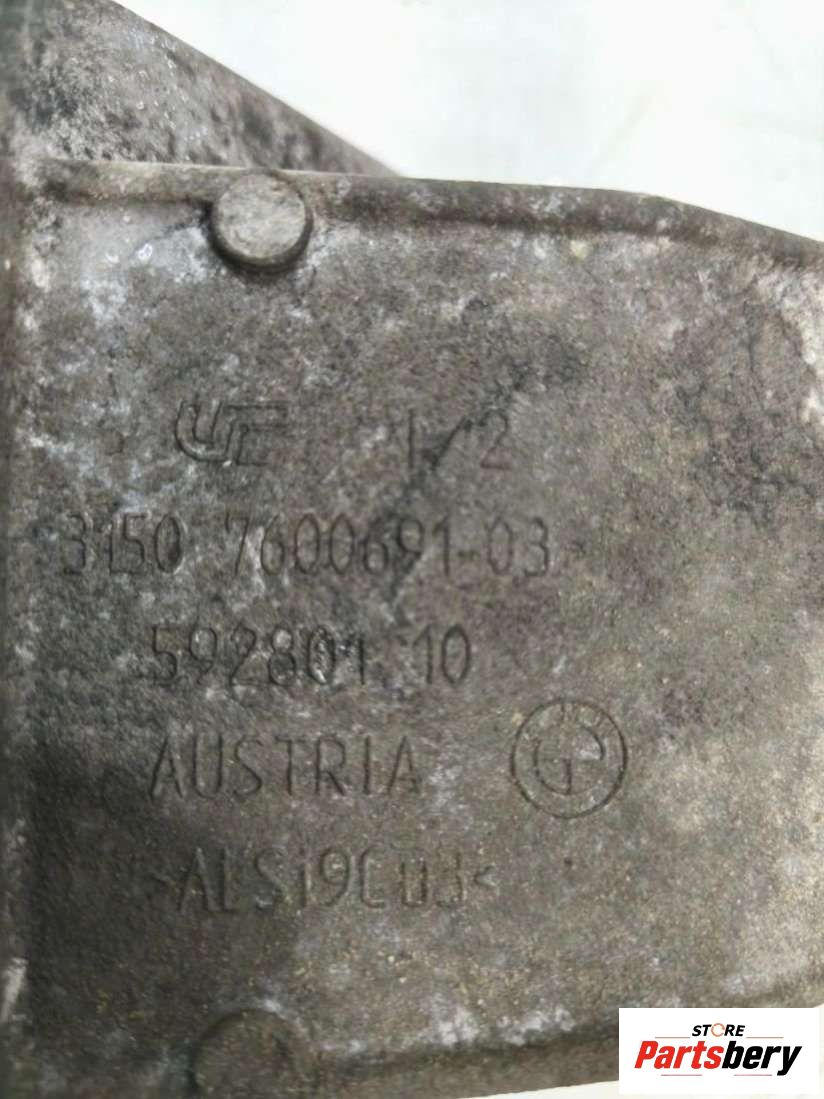 1/2
3150 7600691-03
592801 10
AUSTRIA
>ALSi9CU3<
STORE
Partsbery